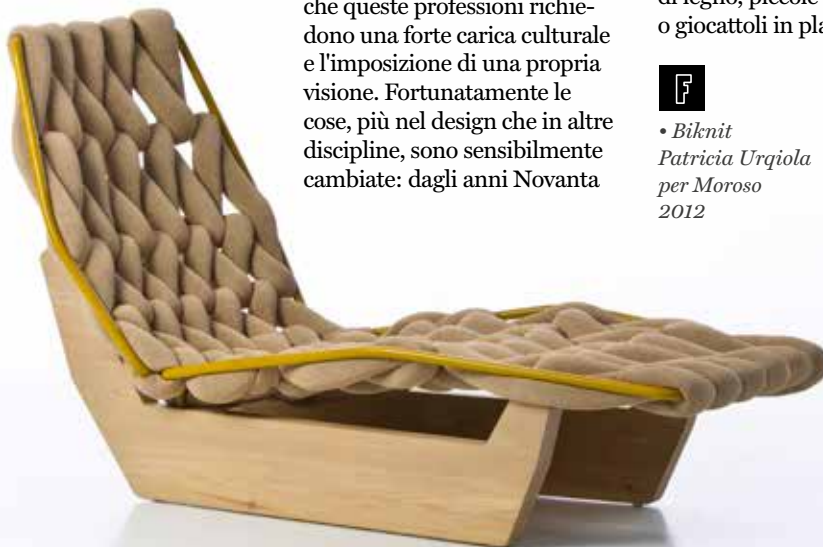 che queste professioni richie-
dono una forte carica culturale
e l'imposizione di una propria
visione. Fortunatamente le
cose, più nel design che in altre
discipline, sono sensibilmente
cambiate: dagli anni Novanta
di legno, piccole
o giocattoli in pla
F
• Biknit
Patricia Urqiola
per Moroso
2012